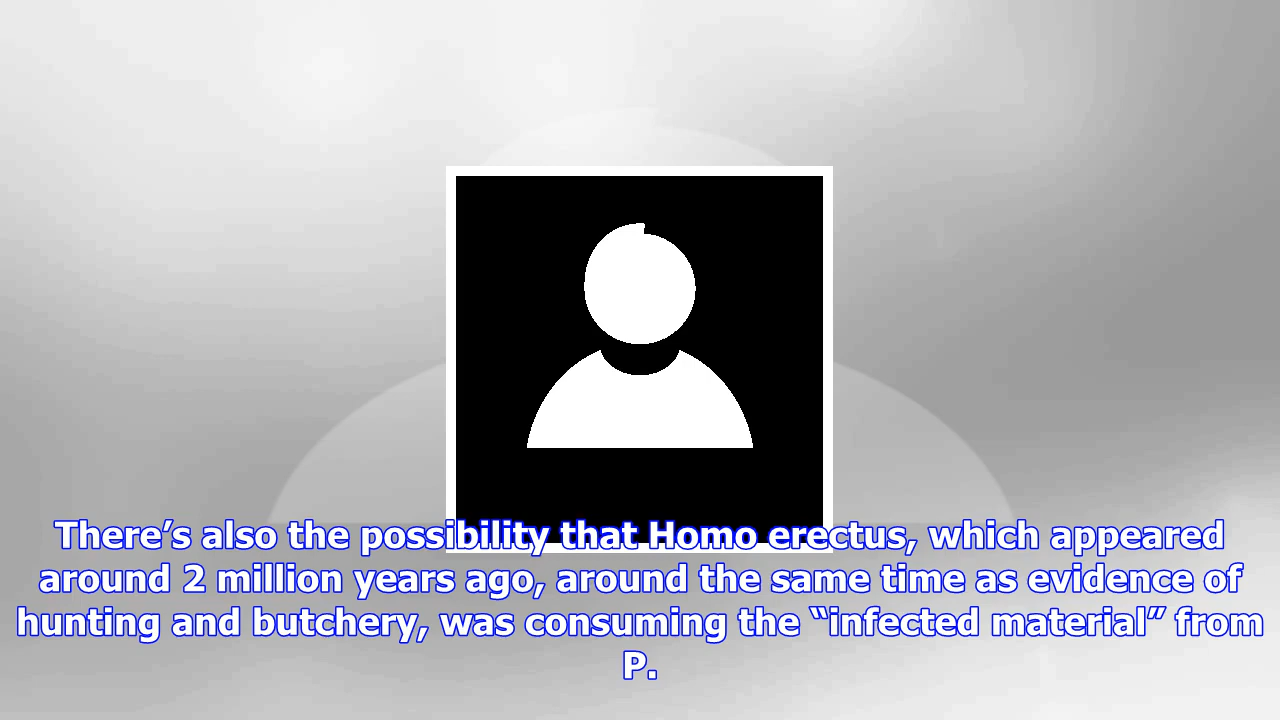 There’s also the possibility that Homo erectus, which appeared
around 2 million years ago, around the same time as evidence of
hunting and butchery, was consuming the “infected material” from
P.